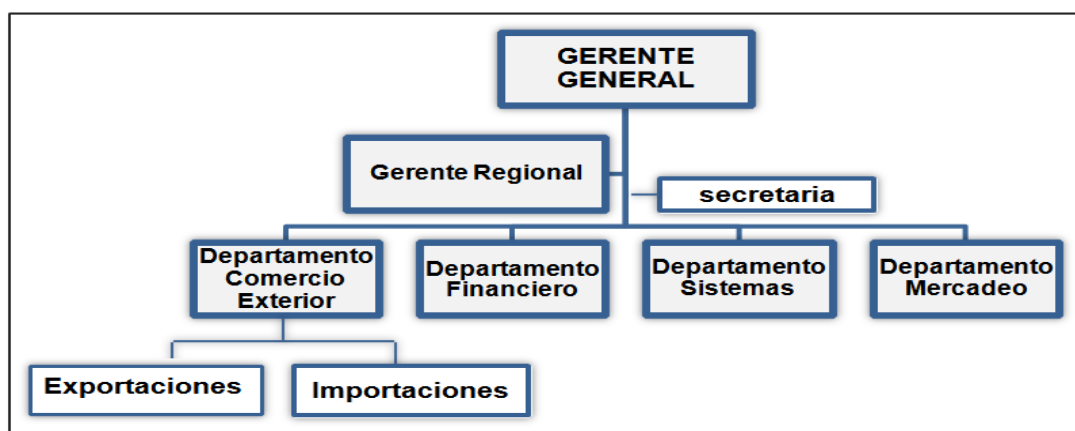 GERENTE
GENERAL
Gerente Regional
secretaria
Departamento
Comercio
Exterior
Departamento
Financiero
Departamento
Sistemas
Departamento
Mercadeo
Exportaciones
Importaciones